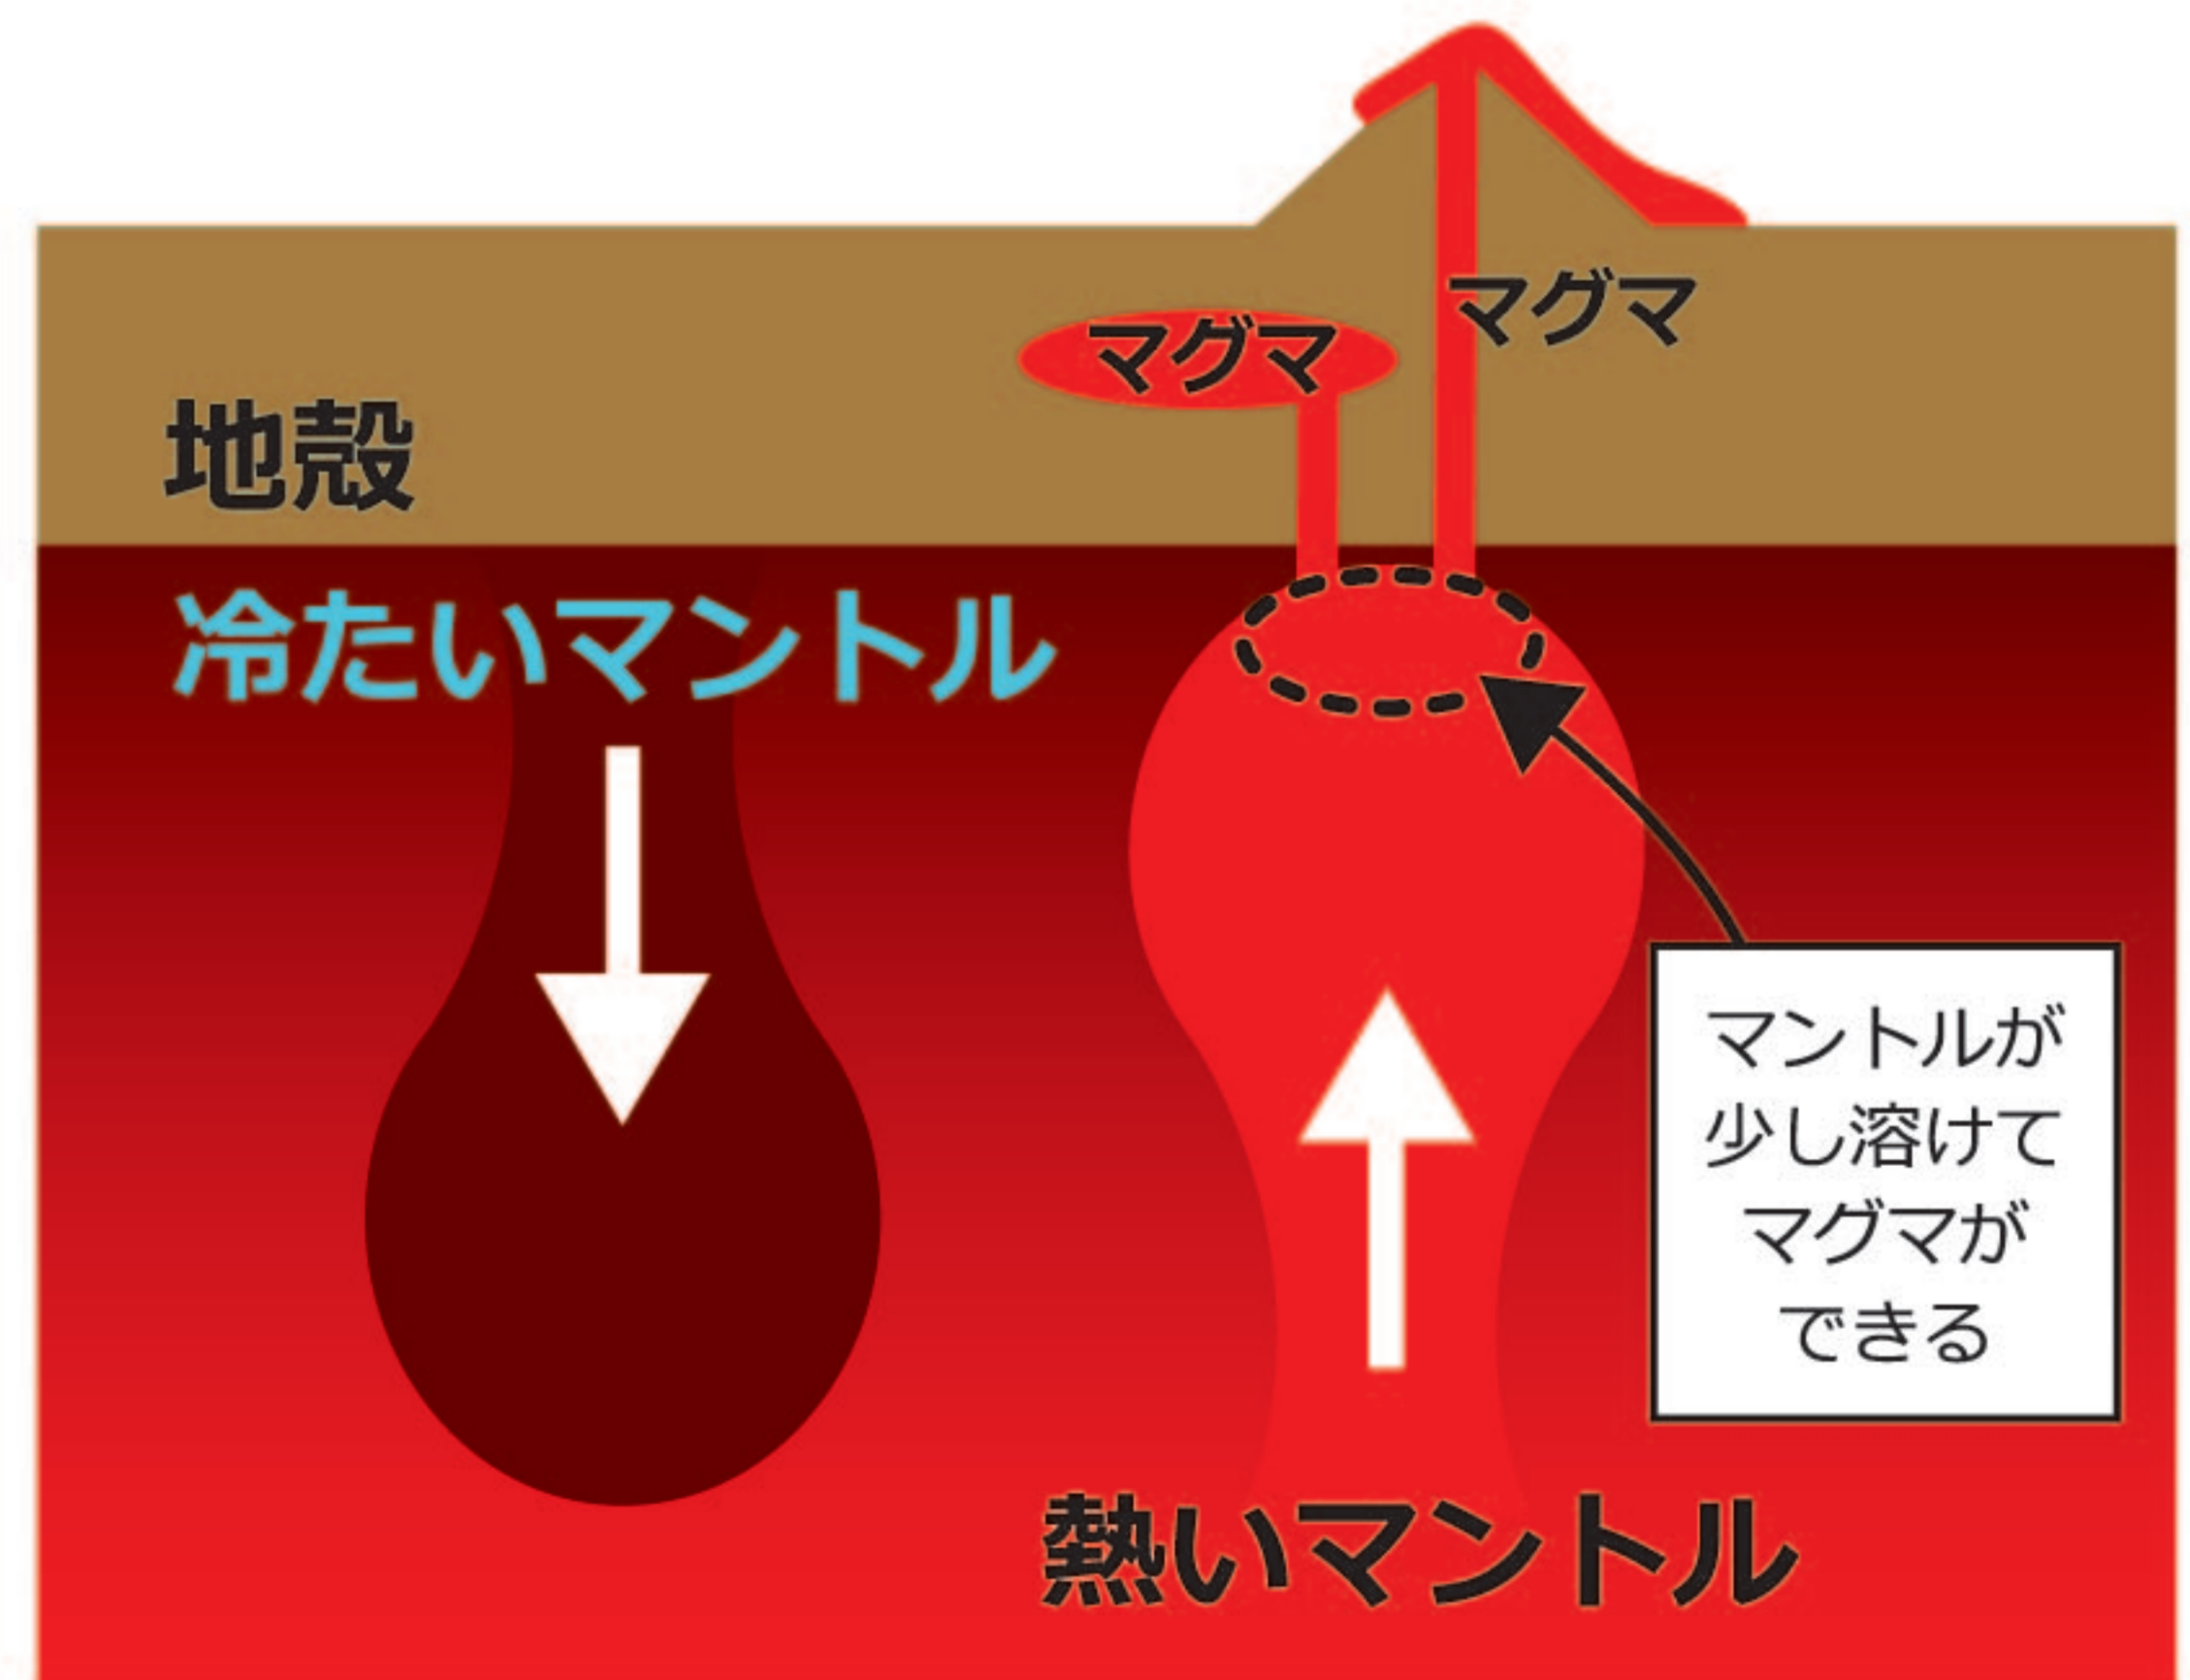 マグマ
マグマ
地殻
冷たいマントル
マントルが
少し溶けて
マグマが
できる
熱いマントル